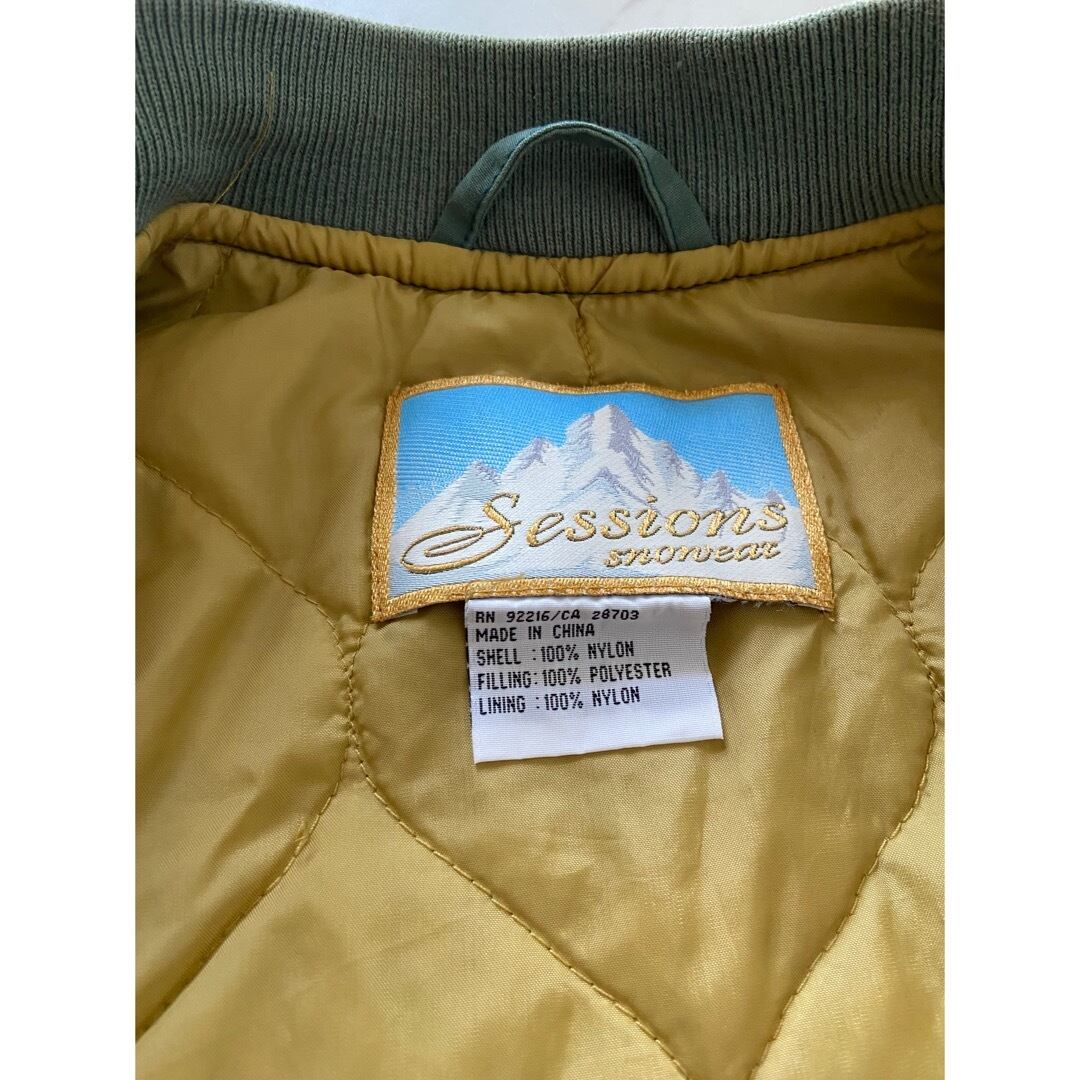 Sessions
snowear
RN 92216/CA 28703
MADE IN CHINA
SHELL :100% NYLON
FILLING:100% POLYESTER
LINING :100% NYLON